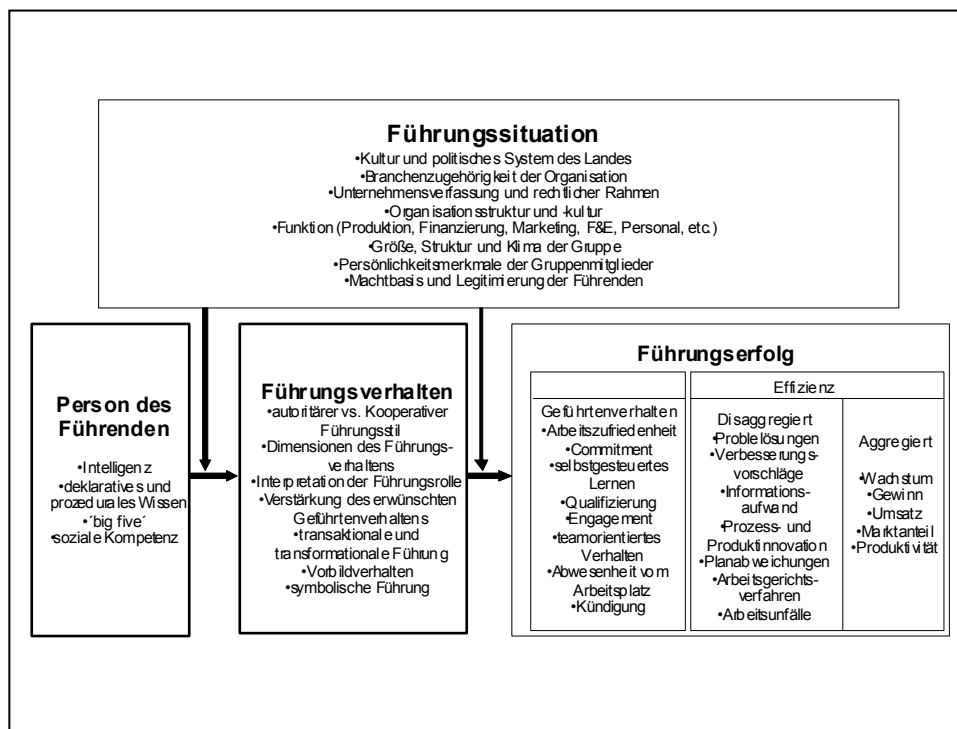 Führungssituation
•Kultur und politisches System des Landes
•Branchenzugehörigkeit der Organisation
•Unternehmensverfassung und rechtlicher Rahmen
•Organisationsstruktur und -kultur
•Funktion (Produktion, Finanzierung, Marketing, F&E, Personal, etc.)
•Größe, Struktur und Klima der Gruppe
•Persönlichkeitsmerkmale der Gruppenmitglieder
•Machtbasis und Legitimierung der Führenden
Person des
Führenden
•Intelligenz
•deklaratives und
prozedurales Wissen
•´big five´
•soziale Kompetenz
Führungsverhalten
•autoritärer vs. Kooperativer
Führungsstil
•Dimensionen des Führungs-
verhaltens
•Interpretation der Führungsrolle
•Verstärkung des erwünschten
Geführtenverhaltens
•transaktionale und
transformationale Führung
•Vorbildverhalten
•symbolische Führung
Führungserfolg
Geführtenverhalten
•Arbeitszufriedenheit
•Commitment
•selbstgesteuertes
Lernen
•Qualifizierung
•Engagement
•teamorientiertes
Verhalten
•Abwesenheit vom
Arbeitsplatz
•Kündigung
Effizienz
Disaggregiert
•Problelösungen
•Verbesserungs-
vorschläge
•Informations-
aufwand
•Prozess- und
Produktinnovation
•Planabweichungen
•Arbeitsgerichts-
verfahren
•Arbeitsunfälle
Aggregiert
•Wachstum
•Gewinn
•Umsatz
•Marktanteil
•Produktivität